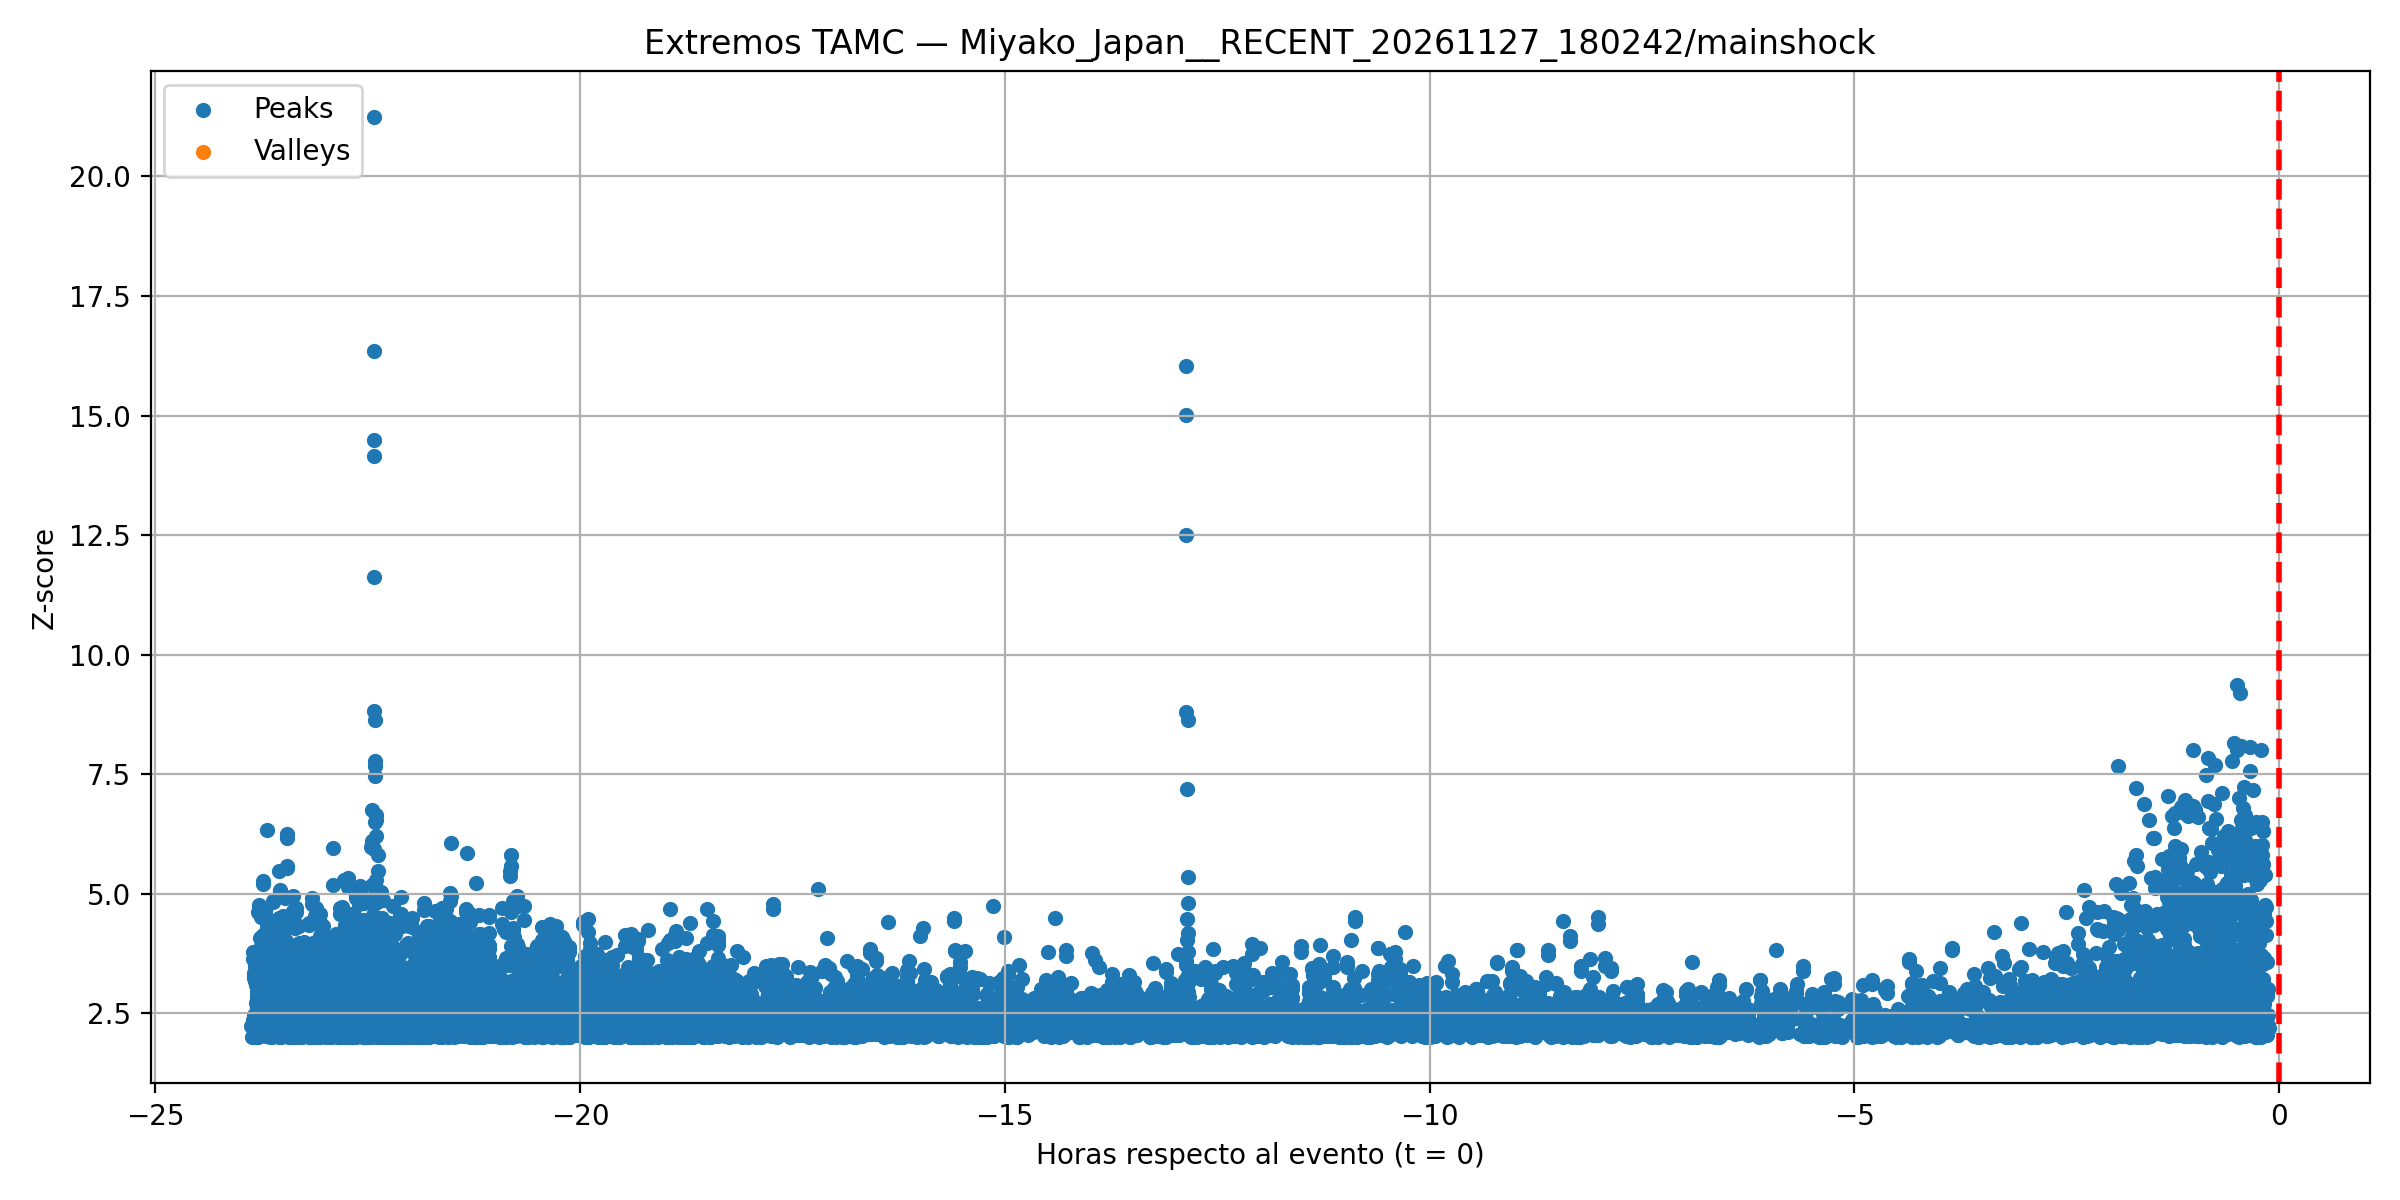 Extremos TAMC — Miyako_Japan__RECENT_20261127_180242/mainshock
Peaks
Valleys
20.0
17.5
15.0
12.5
10.0
7.5
5.0
2.5
Z-score
−25
−20
−15
−10
−5
0
Horas respecto al evento (t = 0)